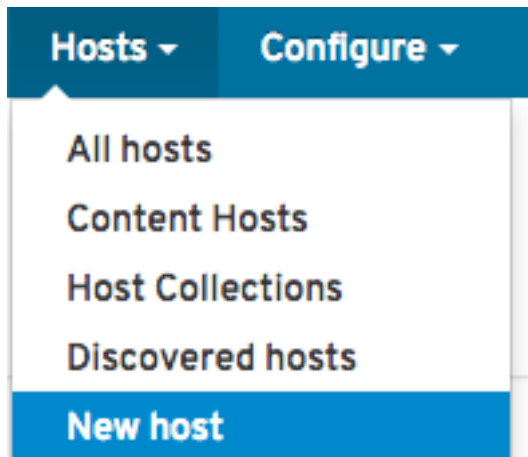 Hosts Configure
All hosts
Content Hosts
Host Collections
Discovered hosts
New host